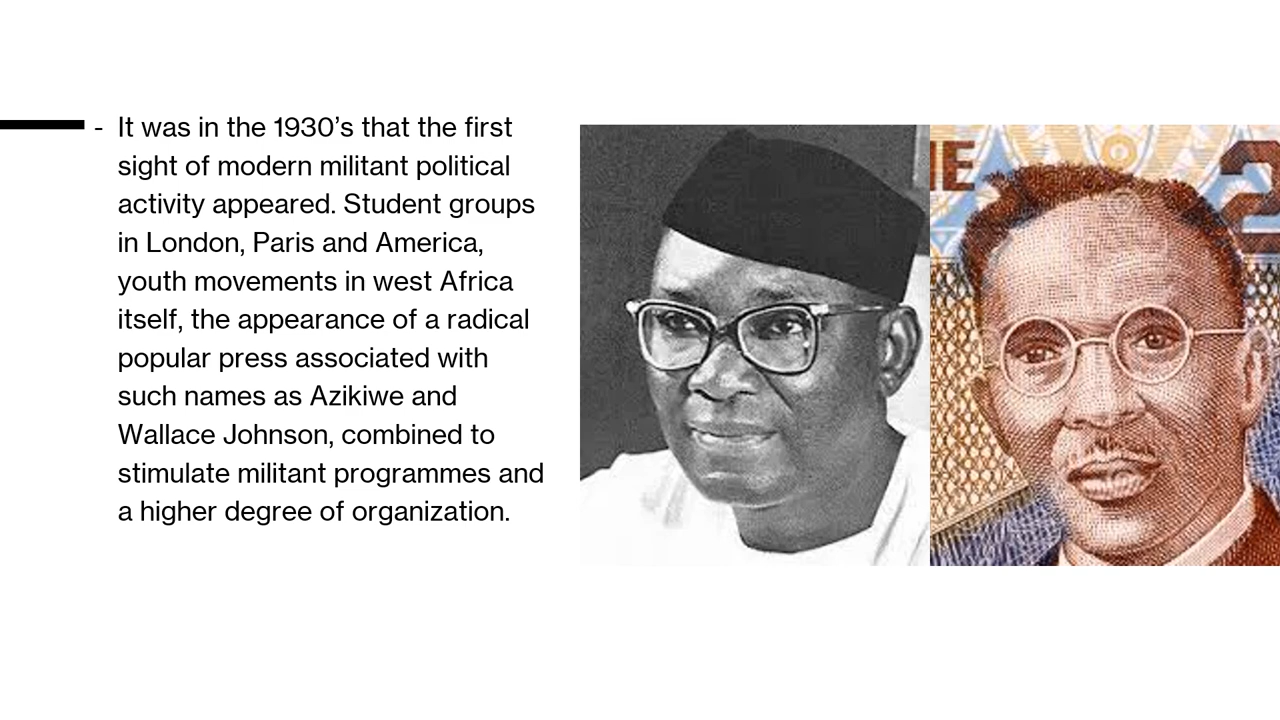 - It was in the 1930’s that the first
sight of modern militant political
activity appeared. Student groups
in London, Paris and America,
youth movements in west Africa
itself, the appearance of a radical
popular press associated with
such names as Azikiwe and
Wallace Johnson, combined to
stimulate militant programmes and
a higher degree of organization.